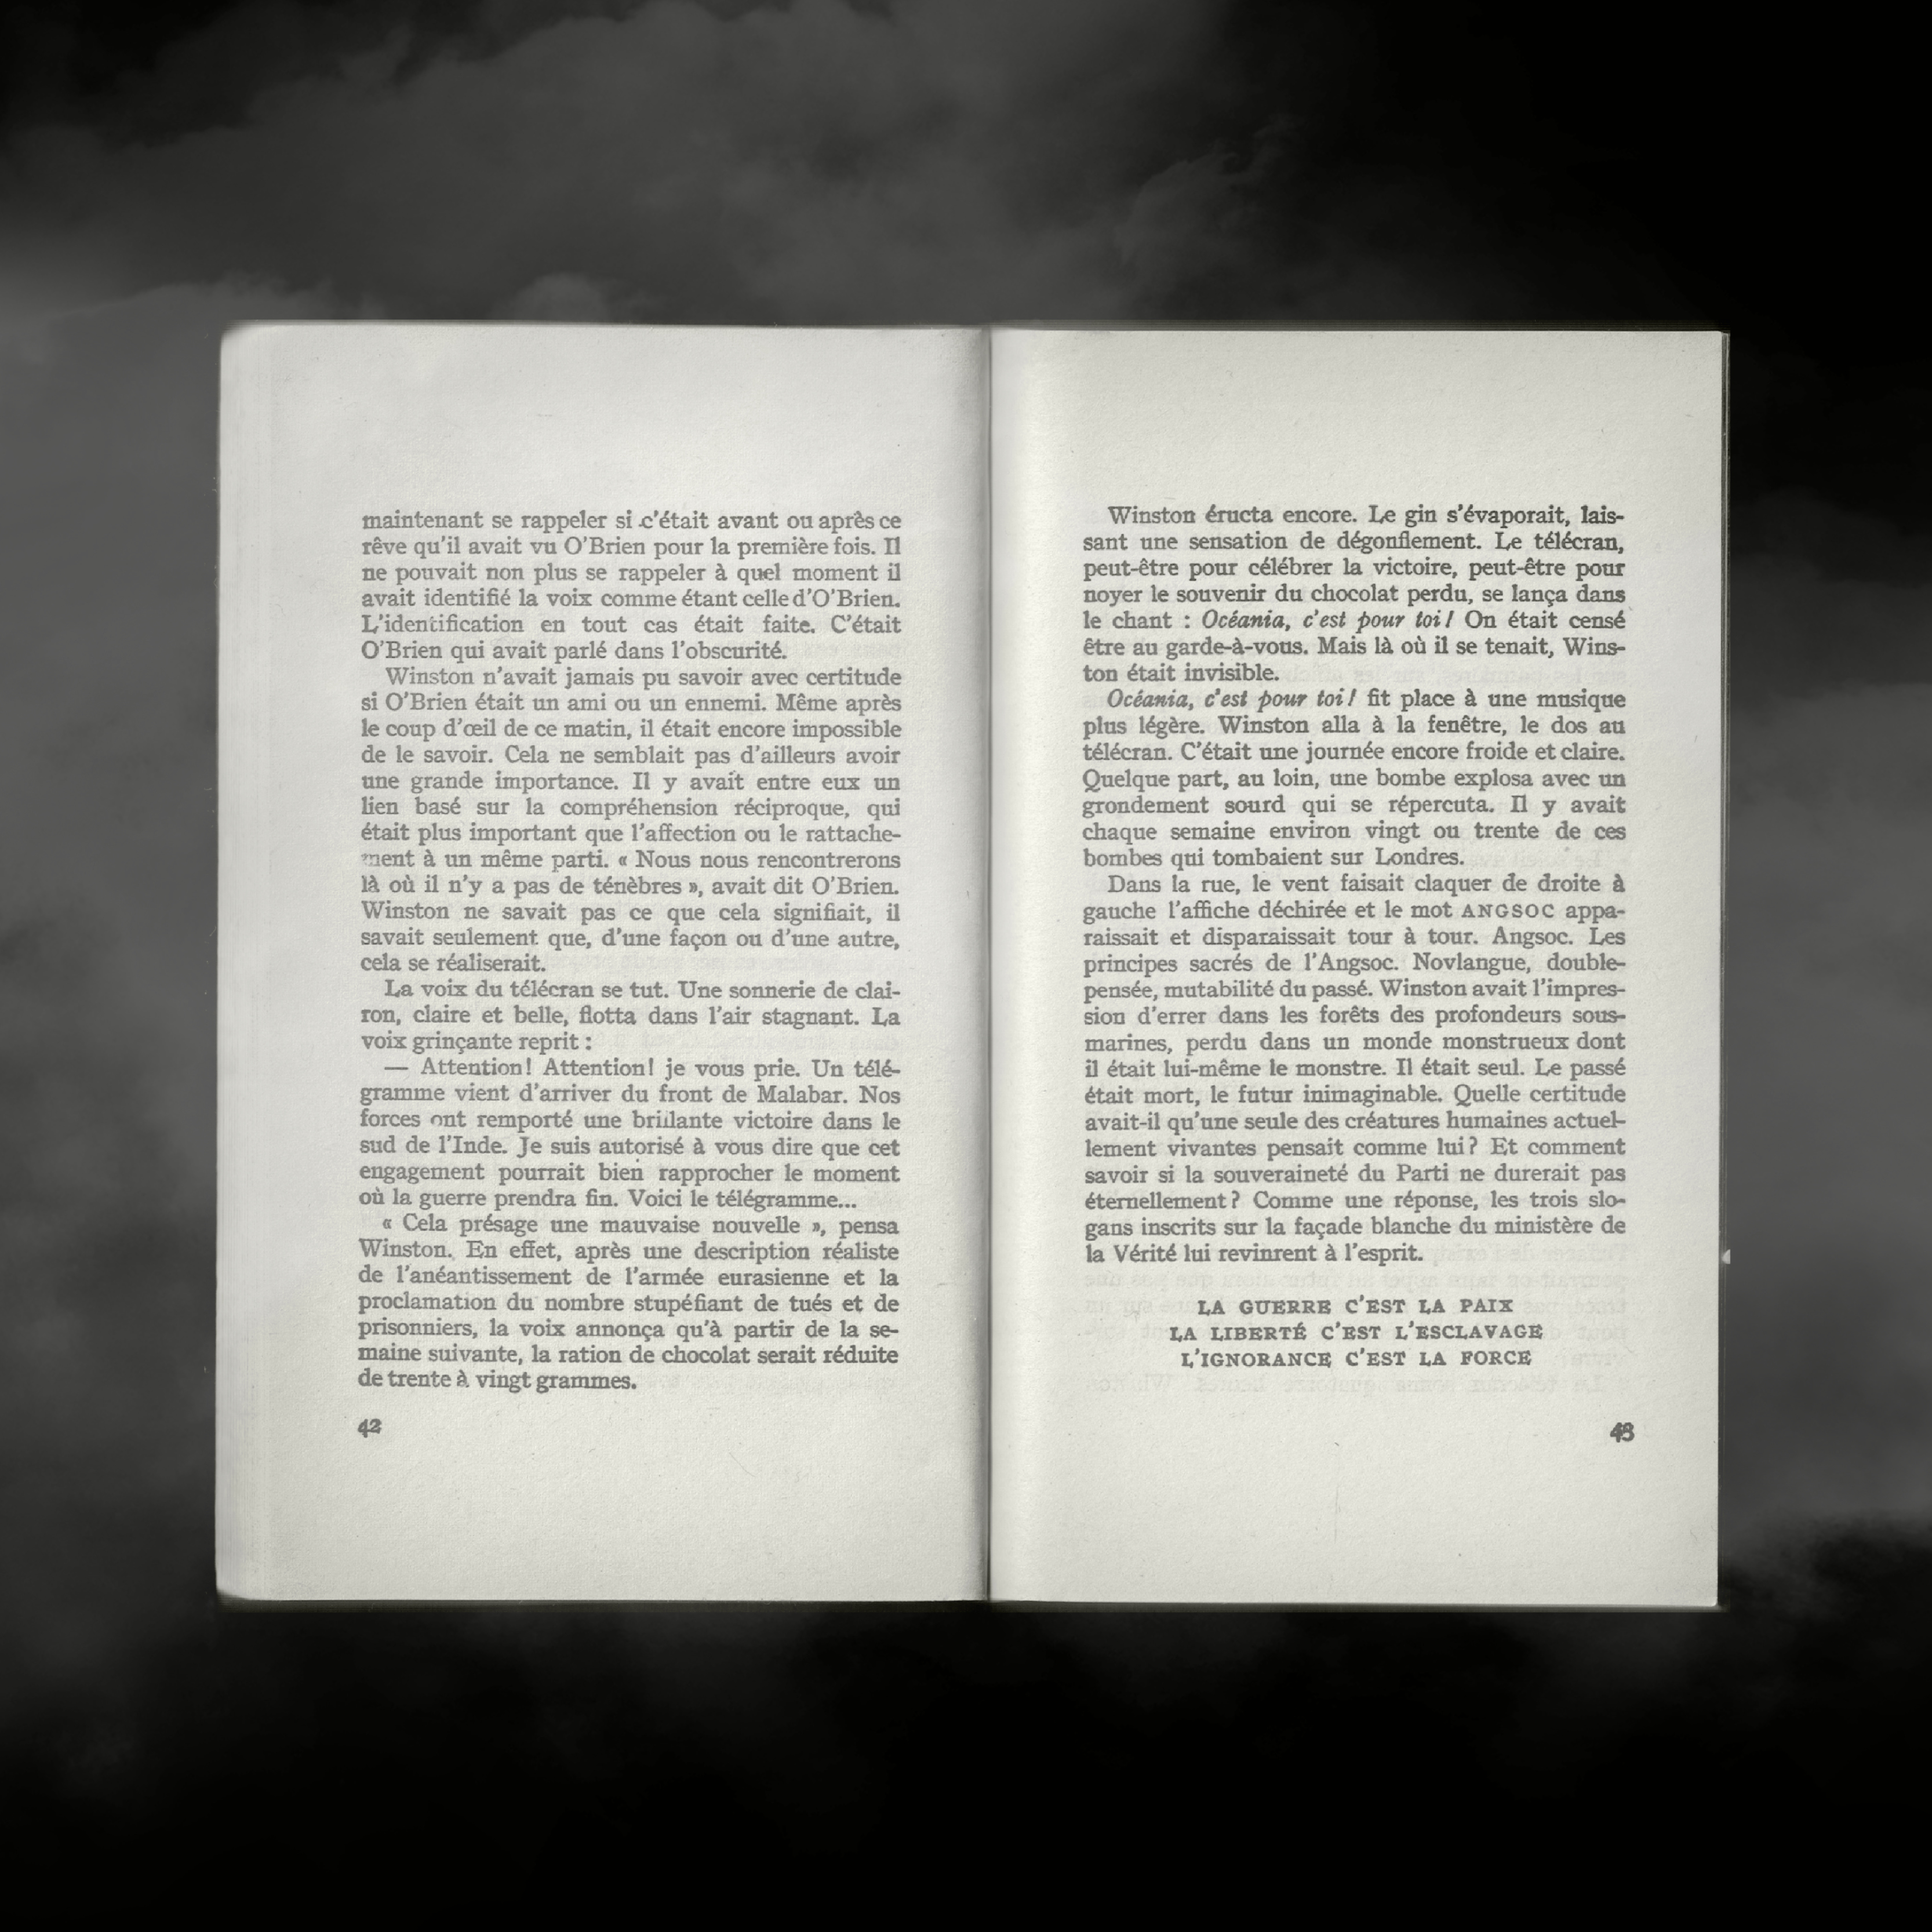 maintenant se rappeler si c'était avant ou après ce
rêve qu'il avait vu O'Brien pour la première fois. Il
ne pouvait non plus se rappeler à quel moment il
avait identifié la voix comme étant celle d'O'Brien.
L'identification en tout cas était faite. C'était
O'Brien qui avait parlé dans l'obscurité.
Winston n'avait jamais pu savoir avec certitude
si O'Brien était un ami ou un ennemi. Même après
le coup d'œil de ce matin, il était encore impossible
de le savoir. Cela ne semblait pas d'ailleurs avoir
une grande importance. Il y avait entre eux un
lien basé sur la compréhension réciproque, qui
était plus important que l'affection ou le rattache-
ment à un même parti. « Nous nous rencontrerons
là où il n'y a pas de ténèbres », avait dit O'Brien.
Winston ne savait pas ce que cela signifiait, il
savait seulement que, d'une façon ou d'une autre,
cela se réaliserait.
La voix du télécran se tut. Une sonnerie de clai-
ron, claire et belle, flotta dans l'air stagnant. La
voix grinçante reprit :
— Attention! Attention! je vous prie. Un télé-
gramme vient d'arriver du front de Malabar. Nos
forces ont remporté une brillante victoire dans le
sud de l'Inde. Je suis autorisé à vous dire que cet
engagement pourrait bien rapprocher le moment
où la guerre prendra fin. Voici le télégramme...
« Cela présage une mauvaise nouvelle », pensa
Winston. En effet, après une description réaliste
de l'anéantissement de l'armée eurasienne et la
proclamation du nombre stupéfiant de tués et de
prisonniers, la voix annonça qu'à partir de la se-
maine suivante, la ration de chocolat serait réduite
de trente à vingt grammes.
42
Winston éructa encore. Le gin s'évaporait, lais-
sant une sensation de dégonflement. Le télécran,
peut-être pour célébrer la victoire, peut-être pour
noyer le souvenir du chocolat perdu, se lança dans
le chant : Océania, c'est pour toi! On était censé
être au garde-à-vous. Mais là où il se tenait, Wins-
ton était invisible.
Océania, c'est pour toi! fit place à une musique
plus légère. Winston alla à la fenêtre, le dos au
télécran. C'était une journée encore froide et claire.
Quelque part, au loin, une bombe explosa avec un
grondement sourd qui se répercuta. Il y avait
chaque semaine environ vingt ou trente de ces
bombes qui tombaient sur Londres.
Dans la rue, le vent faisait claquer de droite à
gauche l'affiche déchirée et le mot ANGSOC appa-
raissait et disparaissait tour à tour. Angsoc. Les
principes sacrés de l'Angsoc. Novlangue, double-
pensée, mutabilité du passé. Winston avait l'impres-
sion d'errer dans les forêts des profondeurs sous-
marines, perdu dans un monde monstrueux dont
il était lui-même le monstre. Il était seul. Le passé
était mort, le futur inimaginable. Quelle certitude
avait-il qu'une seule des créatures humaines actuel-
lement vivantes pensait comme lui? Et comment
savoir si la souveraineté du Parti ne durerait pas
éternellement? Comme une réponse, les trois slo-
gans inscrits sur la façade blanche du ministère de
la Vérité lui revinrent à l'esprit.
LA GUERRE C'EST LA PAIX
LA LIBERTÉ C'EST L'ESCLAVAGE
L'IGNORANCE C'EST LA FORCE
43